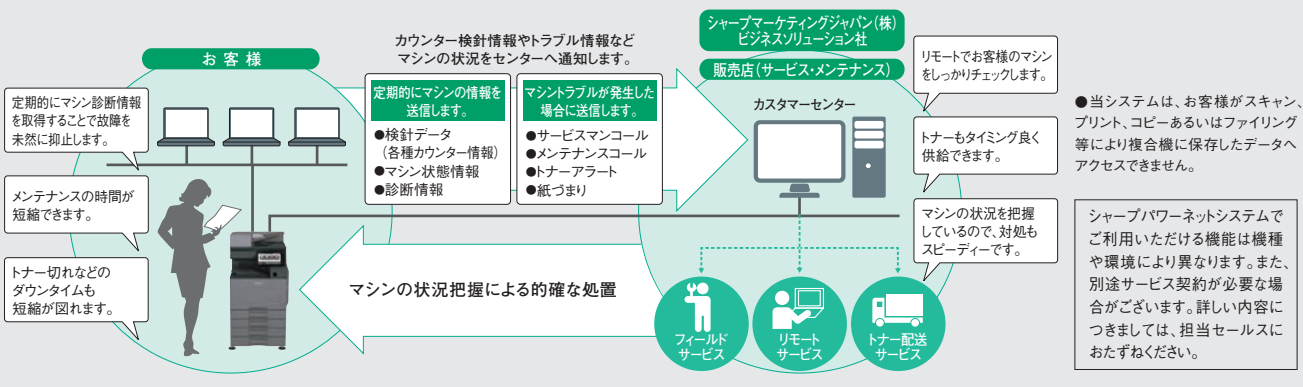 お客様
定期的にマシン診断情報
を取得することで故障を
未然に抑止します。
メンテナンスの時間が
短縮できます。
トナー切れなどの
ダウンタイムも
短縮が図れます。
カウンター検針情報やトラブル情報など
マシンの状況をセンターへ通知します。
定期的にマシンの情報を
送信します。
●検針データ
(各種カウンター情報)
●マシン状態情報
●診断情報
マシントラブルが発生した
場合に送信します。
●サービスマンコール
●メンテナンスコール
●トナーアラート
●紙づまり
マシンの状況把握による的確な処置
シャープマーケティングジャパン(株)
ビジネスソリューション社
販売店(サービス・メンテナンス)
カスタマーセンター
リモートでお客様のマシン
をしっかりチェックします。
トナーもタイミング良く
供給できます。
マシンの状況を把握
しているので、対処も
スピーディーです。
フィールド
サービス
リモート
サービス
トナー配送
サービス
●当システムは、お客様がスキャン、
プリント、コピーあるいはファイリング
等により複合機に保存したデータへ
アクセスできません。
シャープパワーネットシステムで
ご利用いただける機能は機種
や環境により異なります。また、
別途サービス契約が必要な場
合がございます。詳しい内容に
つきましては、担当セールスに
おたずねください。